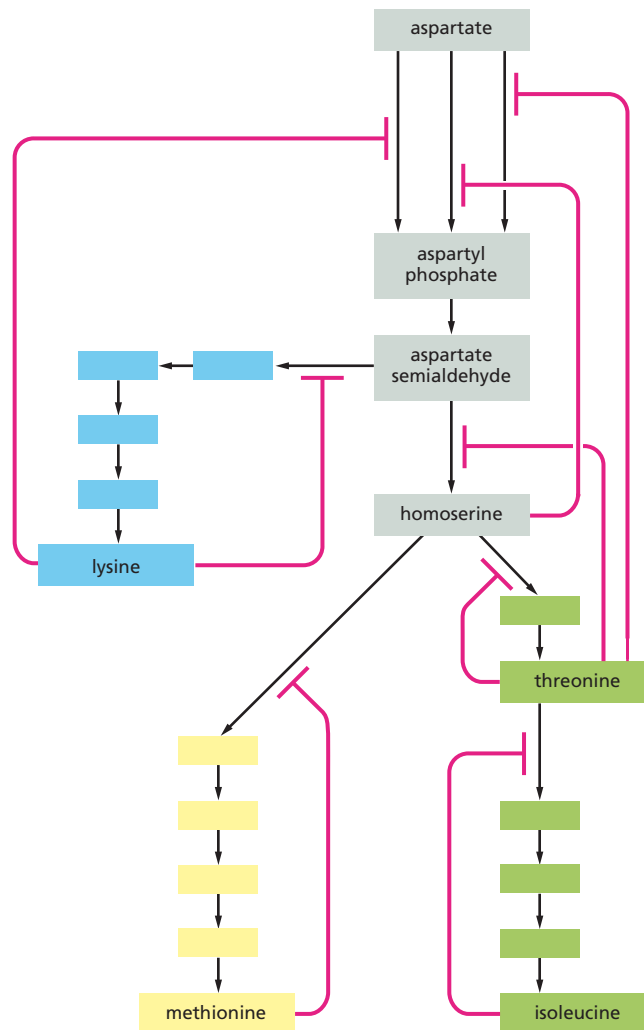 aspartate
aspartyl
phosphate
aspartate
semialdehyde
homoserine
lysine
threonine
methionine
isoleucine